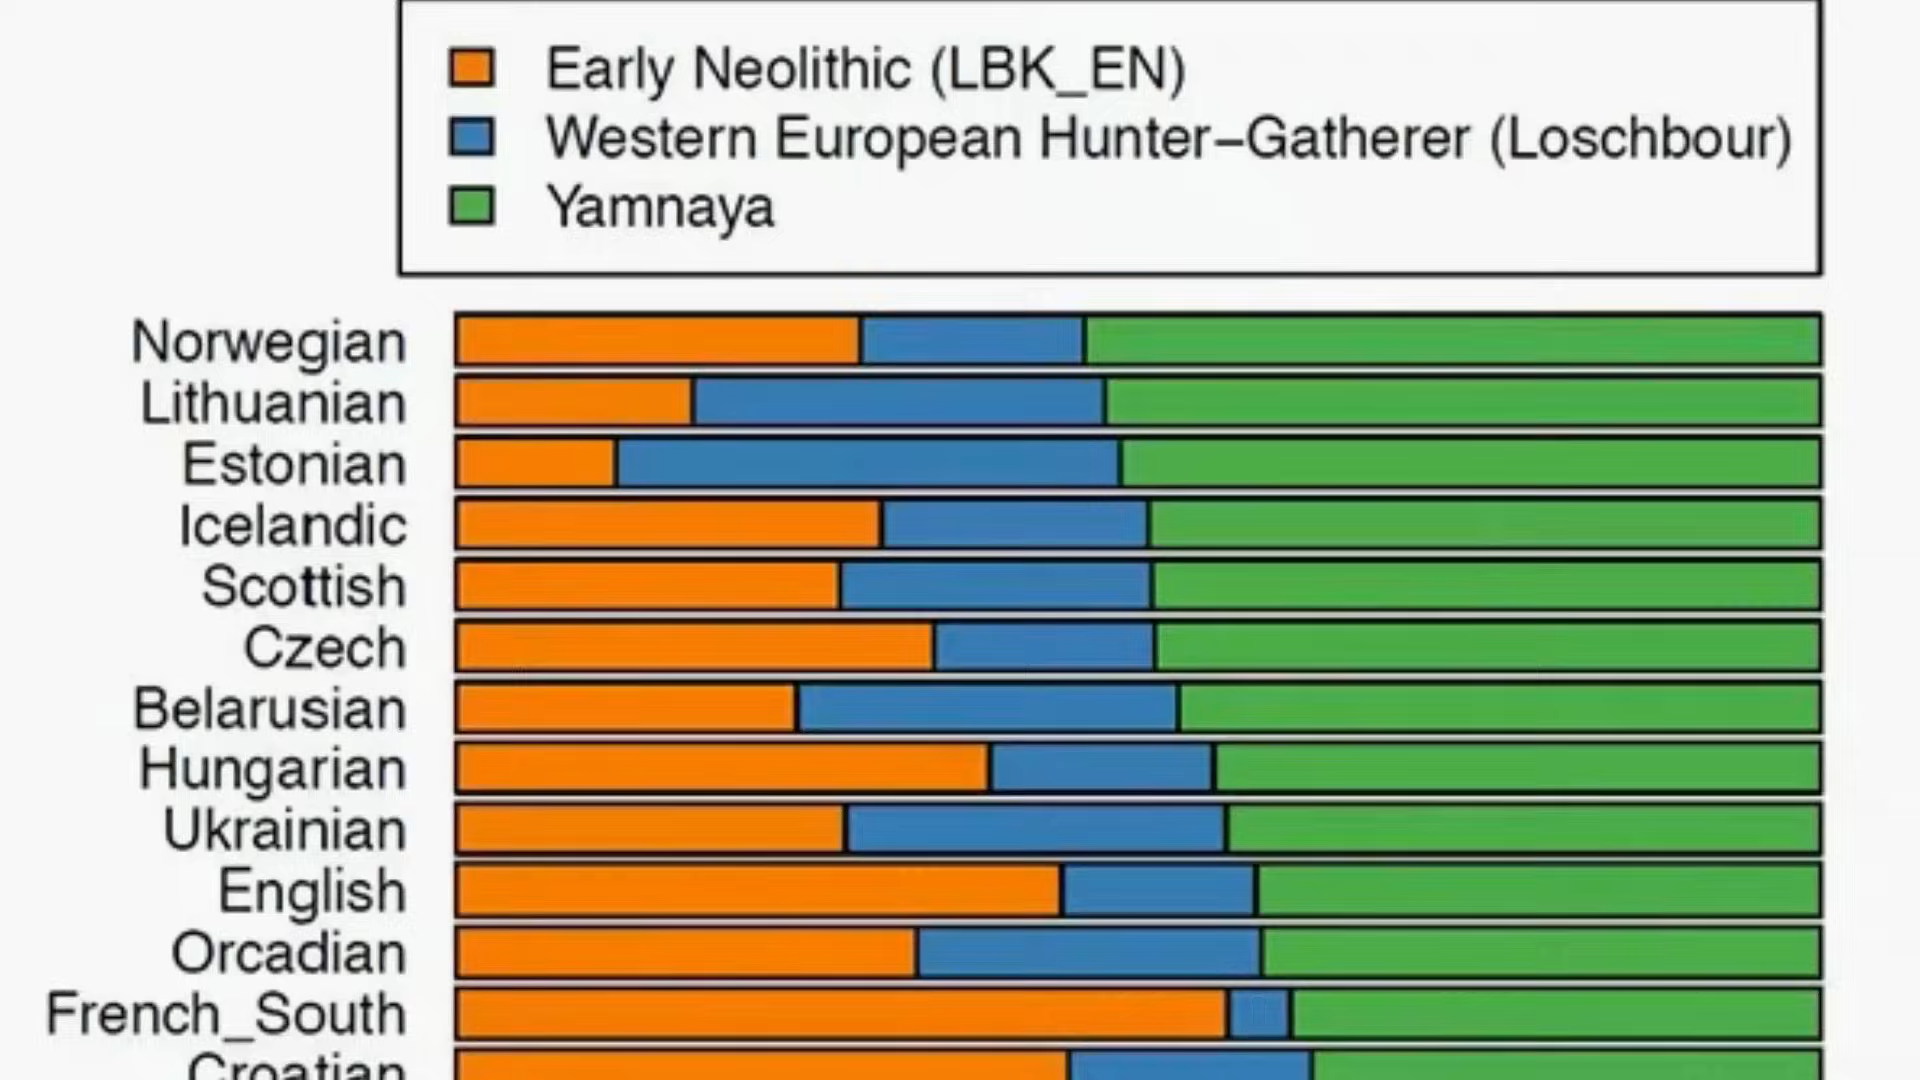 Early Neolithic (LBK_EN)
Western European Hunter–Gatherer (Loschbour)
Yamnaya
Norwegian
Lithuanian
Estonian
Icelandic
Scottish
Czech
Belarusian
Hungarian
Ukrainian
English
Orcadian
French_South
Croatian